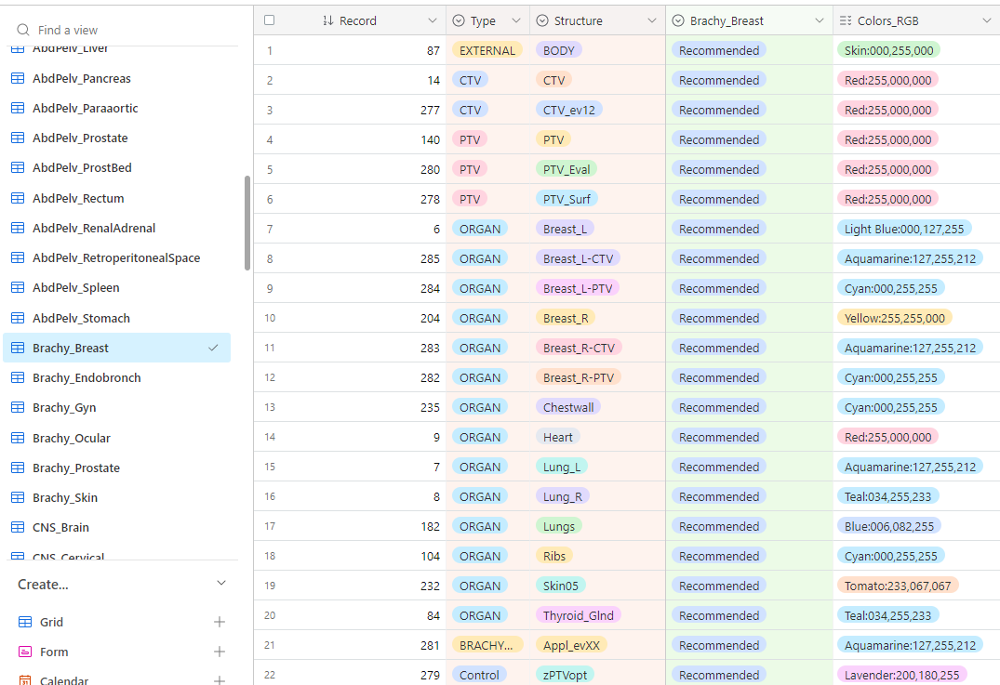 Find a view
AbdPelv_Liver
AbdPelv_Pancreas
AbdPelv_Paraaortic
AbdPelv_Prostate
AbdPelv_ProstBed
AbdPelv_Rectum
AbdPelv_RenalAdrenal
AbdPelv_RetroperitonealSpace
AbdPelv_Spleen
AbdPelv_Stomach
Brachy_Breast
Brachy_Endobronch
Brachy_Gyn
Brachy_Ocular
Brachy_Prostate
Brachy_Skin
CNS_Brain
CNS_Cervical
Create...
Grid
Form
Calendar
Record Type Structure Brachy_Breast Colors_RGB
1 87 EXTERNAL BODY Recommended Skin:000,255,000
2 14 CTV CTV Recommended Red:255,000,000
3 277 CTV CTV_ev12 Recommended Red:255,000,000
4 140 PTV PTV Recommended Red:255,000,000
5 280 PTV PTV_Eval Recommended Red:255,000,000
6 278 PTV PTV_Surf Recommended Red:255,000,000
7 6 ORGAN Breast_L Recommended Light Blue:000,127,255
8 285 ORGAN Breast_L-CTV Recommended Aquamarine:127,255,212
9 284 ORGAN Breast_L-PTV Recommended Cyan:000,255,255
10 204 ORGAN Breast_R Recommended Yellow:255,255,000
11 283 ORGAN Breast_R-CTV Recommended Aquamarine:127,255,212
12 282 ORGAN Breast_R-PTV Recommended Cyan:000,255,255
13 235 ORGAN Chestwall Recommended Cyan:000,255,255
14 9 ORGAN Heart Recommended Red:255,000,000
15 7 ORGAN Lung_L Recommended Aquamarine:127,255,212
16 8 ORGAN Lung_R Recommended Teal:034,255,233
17 182 ORGAN Lungs Recommended Blue:006,082,255
18 104 ORGAN Ribs Recommended Cyan:000,255,255
19 232 ORGAN Skin05 Recommended Tomato:233,067,067
20 84 ORGAN Thyroid_Glnd Recommended Teal:034,255,233
21 281 BRACHY... Appl_evXX Recommended Aquamarine:127,255,212
22 279 Control zPTVopt Recommended Lavender:200,180,255